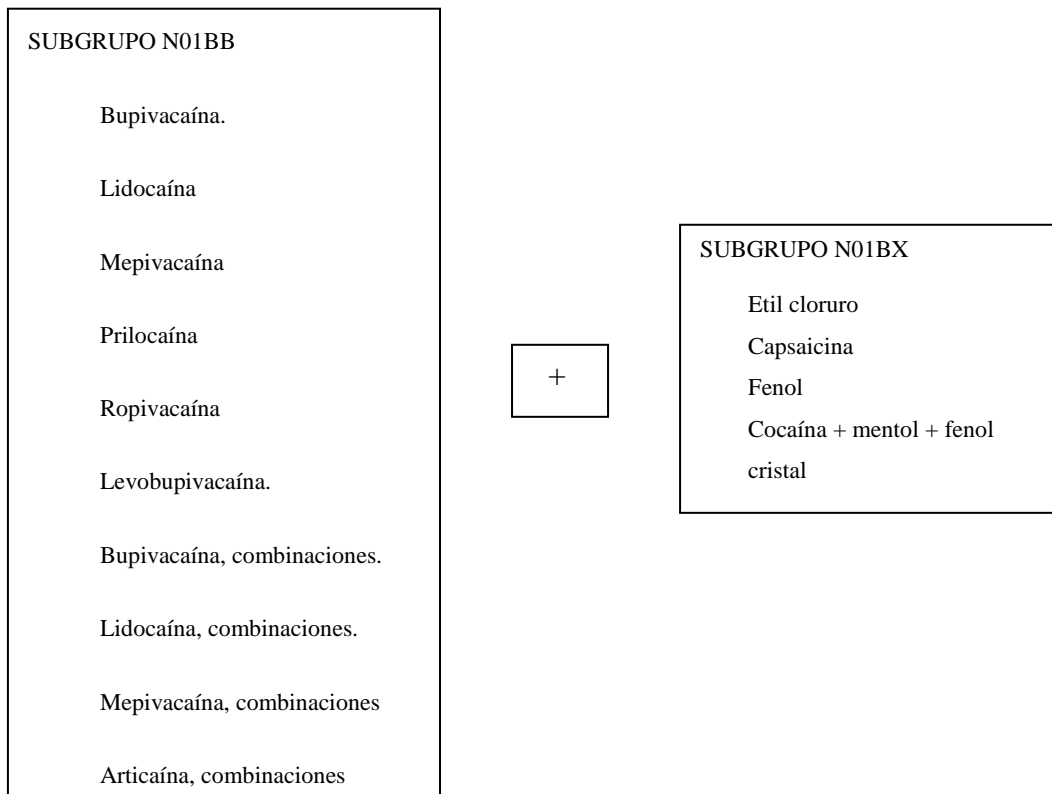 SUBGRUPO N01BB
Bupivacaína.
Lidocaína
Mepivacaína
Prilocaína
Ropivacaína
Levobupivacaína.
Bupivacaína, combinaciones.
Lidocaína, combinaciones.
Mepivacaína, combinaciones
Articaína, combinaciones
+
SUBGRUPO N01BX
Etil cloruro
Capsaicina
Fenol
Cocaína + mentol + fenol
cristal